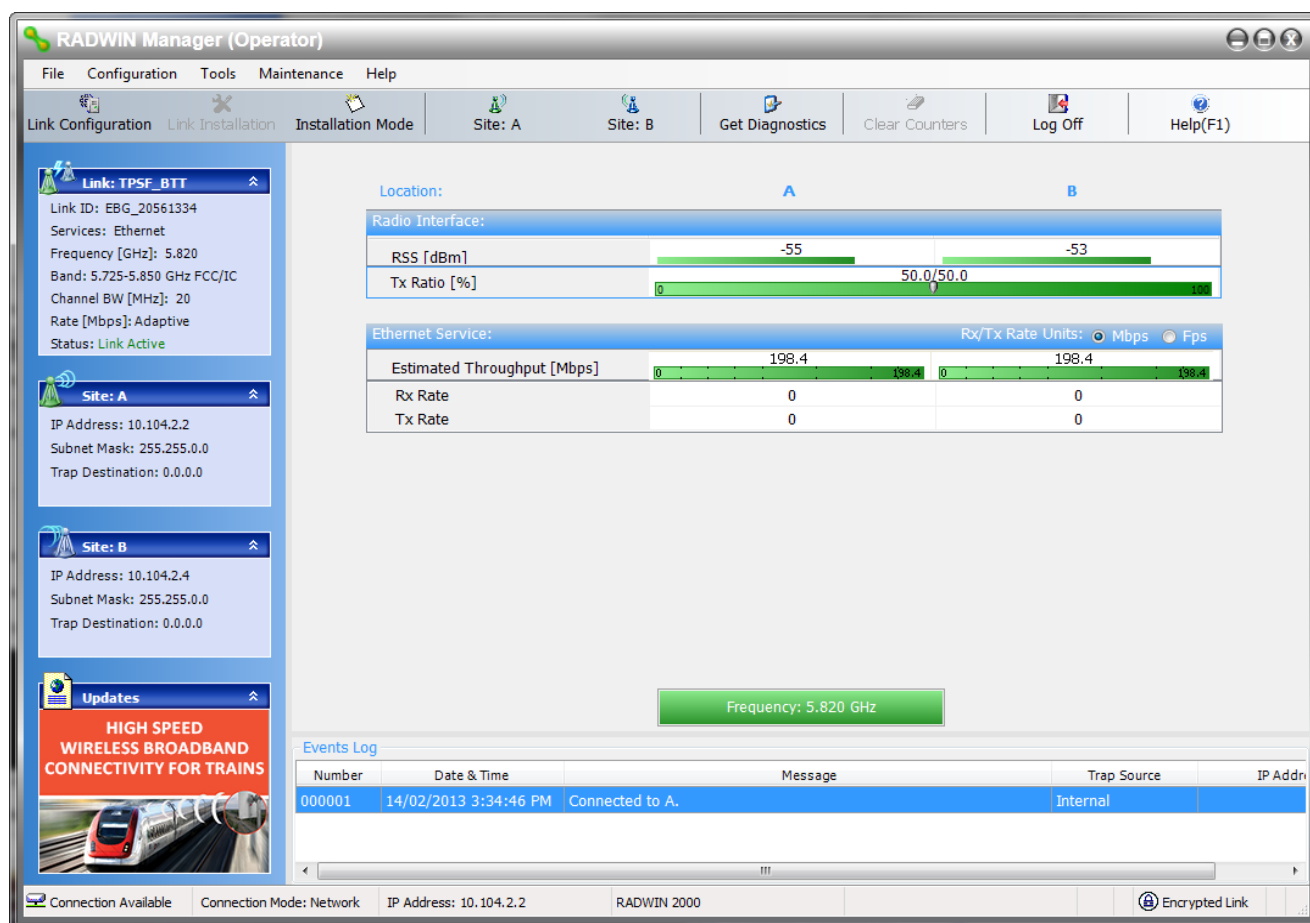 RADWIN Manager (Operator)
File Configuration Tools Maintenance Help
Link Configuration Link Installation Installation Mode Site: A Site: B Get Diagnostics Clear Counters Log Off Help(F1)
Link: TPSF_BTT
Link ID: EBG_20561334
Services: Ethernet
Frequency [GHz]: 5.820
Band: 5.725-5.850 GHz FCC/IC
Channel BW [MHz]: 20
Rate [Mbps]: Adaptive
Status: Link Active
Site: A
IP Address: 10.104.2.2
Subnet Mask: 255.255.0.0
Trap Destination: 0.0.0.0
Site: B
IP Address: 10.104.2.4
Subnet Mask: 255.255.0.0
Trap Destination: 0.0.0.0
Updates
HIGH SPEED
WIRELESS BROADBAND
CONNECTIVITY FOR TRAINS
Location: A B
Radio Interface:
RSS [dBm] -55 -53
Tx Ratio [%] 50.0/50.0
0 100
Ethernet Service: Rx/Tx Rate Units: Mbps Fps
Estimated Throughput [Mbps] 198.4 198.4
0 198.4 0 198.4
Rx Rate 0 0
Tx Rate 0 0
Frequency: 5.820 GHz
Events Log
Number Date & Time Message Trap Source IP Addr
000001 14/02/2013 3:34:46 PM Connected to A. Internal
Connection Available Connection Mode: Network IP Address: 10.104.2.2 RADWIN 2000 Encrypted Link